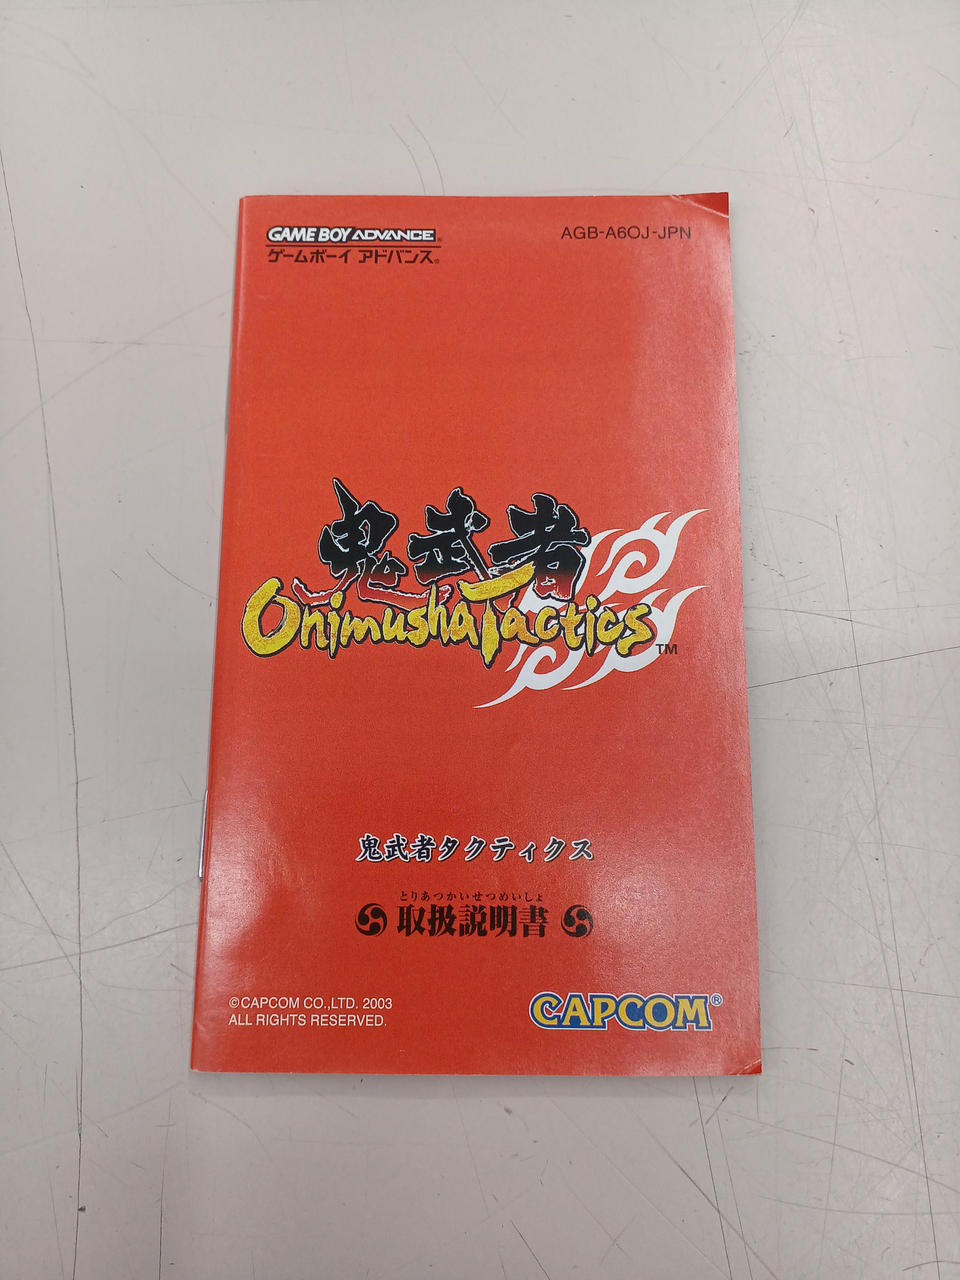 GAME BOY ADVANCE®
ゲームボーイ アドバンス®
AGB-A6OJ-JPN
鬼武者
Onimusha Tactics™
鬼武者タクティクス
とりあつかいせつめいしょ
取扱説明書
©CAPCOM CO.,LTD. 2003
ALL RIGHTS RESERVED.
CAPCOM®